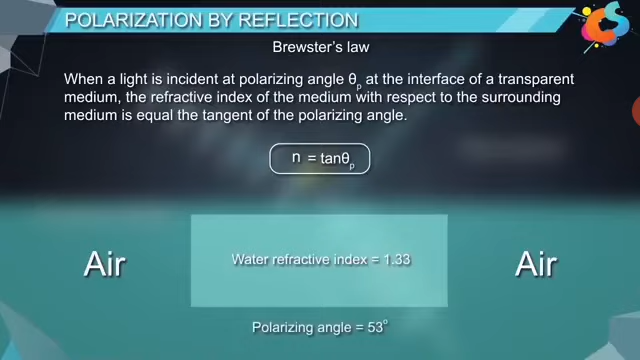 POLARIZATION BY REFLECTION
Brewster's law
When a light is incident at polarizing angle θp at the interface of a transparent
medium, the refractive index of the medium with respect to the surrounding
medium is equal the tangent of the polarizing angle.
n = tanθp
Air
Water refractive index = 1.33
Air
Polarizing angle = 53°